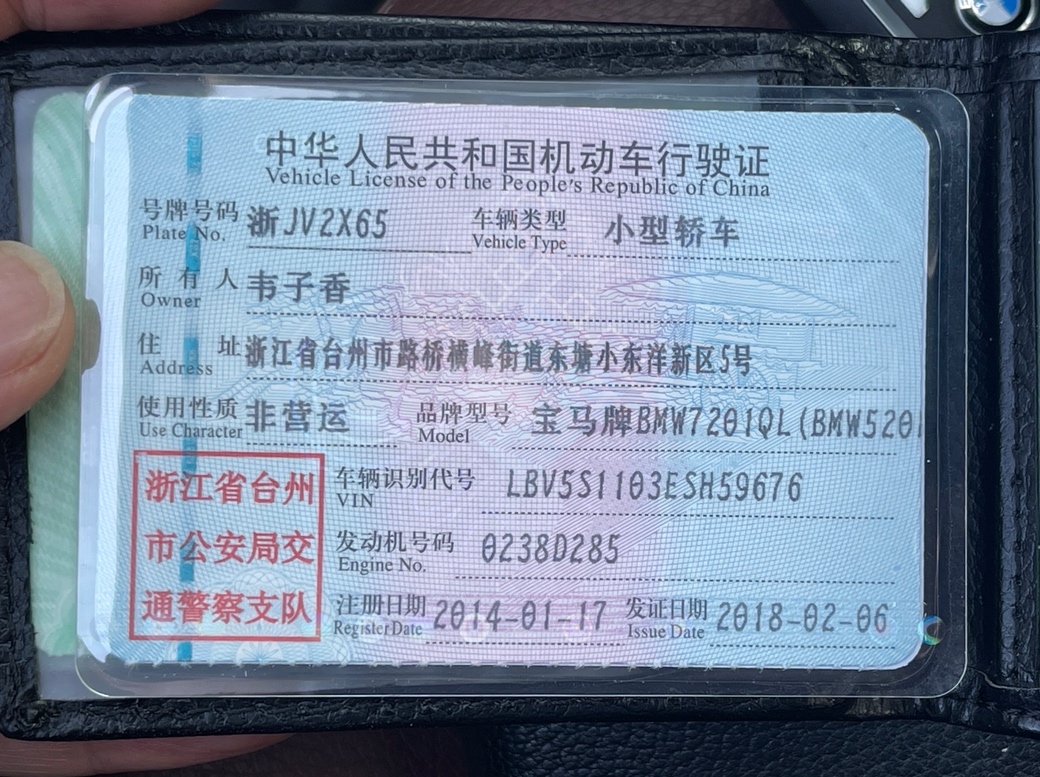 中华人民共和国机动车行驶证
Vehicle License of the People's Republic of China
号牌号码 浙JV2X65 车辆类型 小型轿车
Plate No. Vehicle Type
所有人 韦子香
Owner
住址 浙江省台州市路桥横峰街道东塘小东洋新区5号
Address
使用性质 非营运 品牌型号 宝马牌BMW7201QL(BMW5201
Use Character Model
浙江省台州
市公安局交
通警察支队
车辆识别代号 LBV5S1103ESH59676
VIN
发动机号码 0238D285
Engine No.
注册日期 2014-01-17 发证日期 2018-02-06
Register Date Issue Date